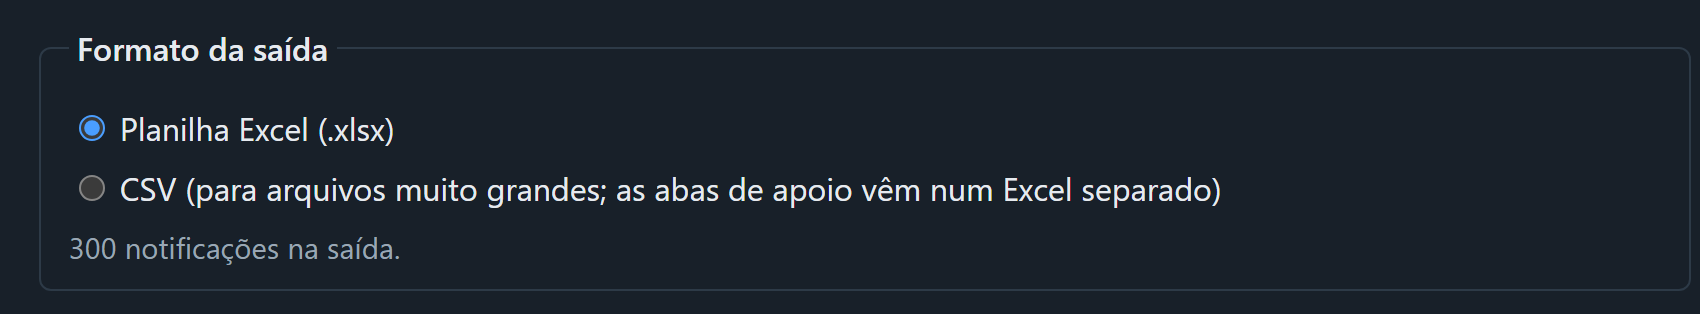 Formato da saída
Planilha Excel (.xlsx)
CSV (para arquivos muito grandes; as abas de apoio vêm num Excel separado)
300 notificações na saída.